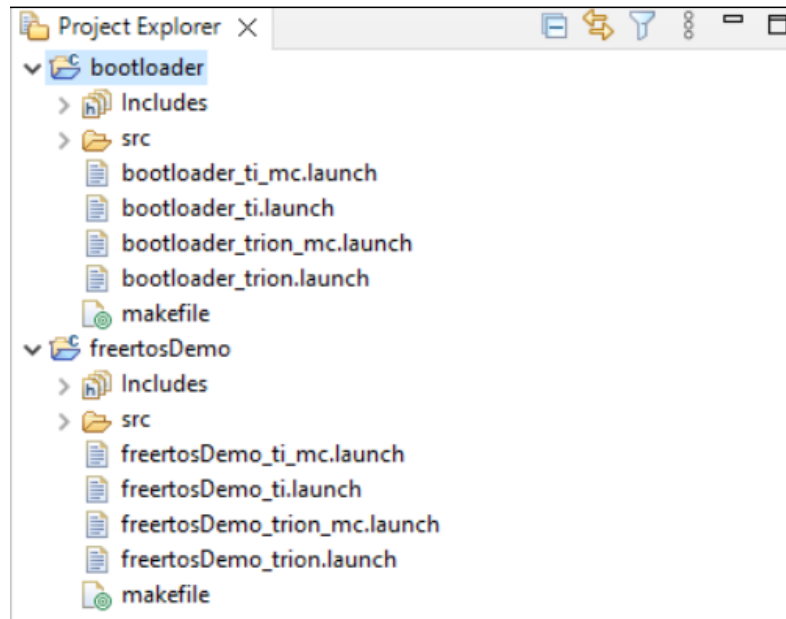 Project Explorer
bootloader
Includes
src
bootloader_ti_mc.launch
bootloader_ti.launch
bootloader_trion_mc.launch
bootloader_trion.launch
makefile
freertosDemo
Includes
src
freertosDemo_ti_mc.launch
freertosDemo_ti.launch
freertosDemo_trion_mc.launch
freertosDemo_trion.launch
makefile